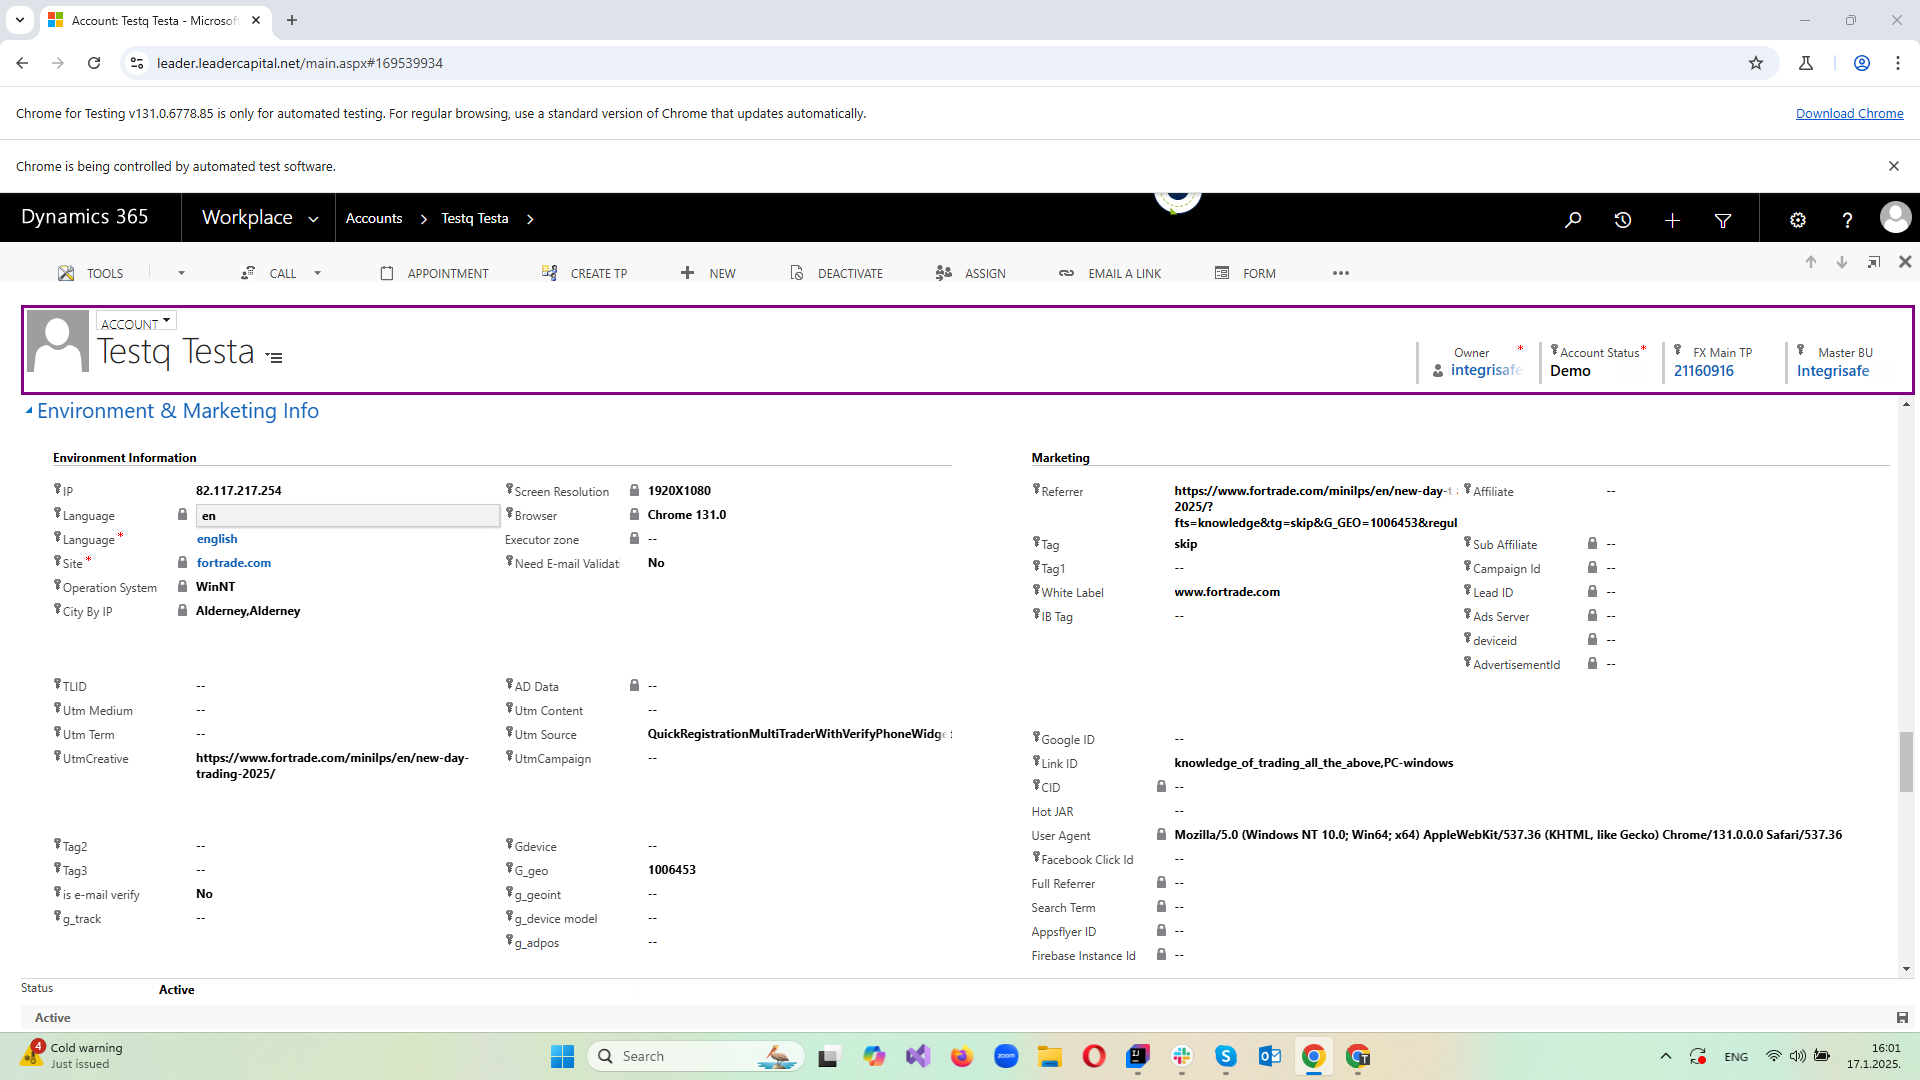 Account: Testq Testa - Microsof
leader.leadercapital.net/main.aspx#169539934
Chrome for Testing v131.0.6778.85 is only for automated testing. For regular browsing, use a standard version of Chrome that updates automatically.
Download Chrome
Chrome is being controlled by automated test software.
Dynamics 365
Workplace
Accounts
Testq Testa
TOOLS
CALL
APPOINTMENT
CREATE TP
NEW
DEACTIVATE
ASSIGN
EMAIL A LINK
FORM
ACCOUNT
Testq Testa
Owner *
integrisafe
Account Status *
Demo
FX Main TP
21160916
Master BU
Integrisafe
Environment & Marketing Info
Environment Information
IP 82.117.217.254
Language en
Language * english
Site * fortrade.com
Operation System WinNT
City By IP Alderney,Alderney
Screen Resolution 1920X1080
Browser Chrome 131.0
Executor zone --
Need E-mail Validat No
TLID --
Utm Medium --
Utm Term --
UtmCreative https://www.fortrade.com/minilps/en/new-day-
trading-2025/
AD Data --
Utm Content --
Utm Source QuickRegistrationMultiTraderWithVerifyPhoneWidge
UtmCampaign --
Tag2 --
Tag3 --
is e-mail verify No
g_track --
Gdevice --
G_geo 1006453
g_geoint --
g_device model --
g_adpos --
Marketing
Referrer https://www.fortrade.com/minilps/en/new-day-t
2025/?
fts=knowledge&tg=skip&G_GEO=1006453&regul
Tag skip
Tag1 --
White Label www.fortrade.com
IB Tag --
Affiliate --
Sub Affiliate --
Campaign Id --
Lead ID --
Ads Server --
deviceid --
AdvertisementId --
Google ID --
Link ID knowledge_of_trading_all_the_above,PC-windows
CID --
Hot JAR --
User Agent Mozilla/5.0 (Windows NT 10.0; Win64; x64) AppleWebKit/537.36 (KHTML, like Gecko) Chrome/131.0.0.0 Safari/537.36
Facebook Click Id --
Full Referrer --
Search Term --
Appsflyer ID --
Firebase Instance Id --
Status Active
Active
4
Cold warning
Just issued
Search
zoom
ENG
16:01
17.1.2025.